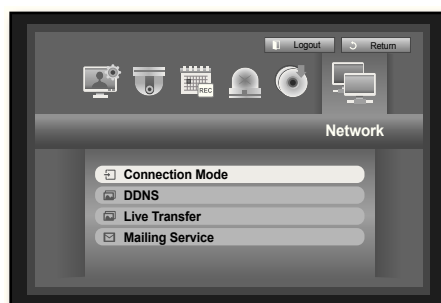 Logout
Return
REC
Network
Connection Mode
DDNS
Live Transfer
Mailing Service